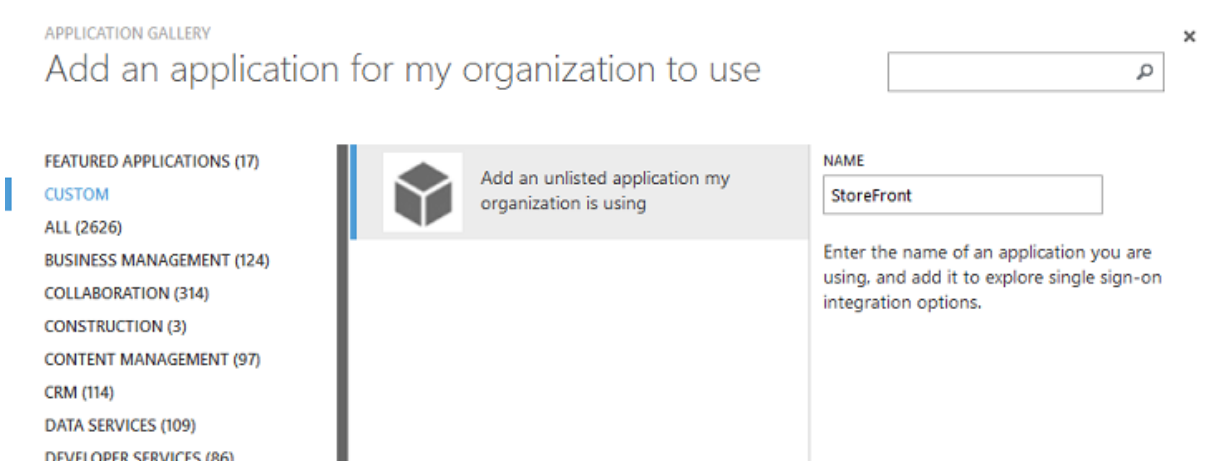 APPLICATION GALLERY
Add an application for my organization to use
FEATURED APPLICATIONS (17)
CUSTOM
ALL (2626)
BUSINESS MANAGEMENT (124)
COLLABORATION (314)
CONSTRUCTION (3)
CONTENT MANAGEMENT (97)
CRM (114)
DATA SERVICES (109)
DEVELOPER SERVICES (86)
Add an unlisted application my
organization is using
NAME
StoreFront
Enter the name of an application you are
using, and add it to explore single sign-on
integration options.